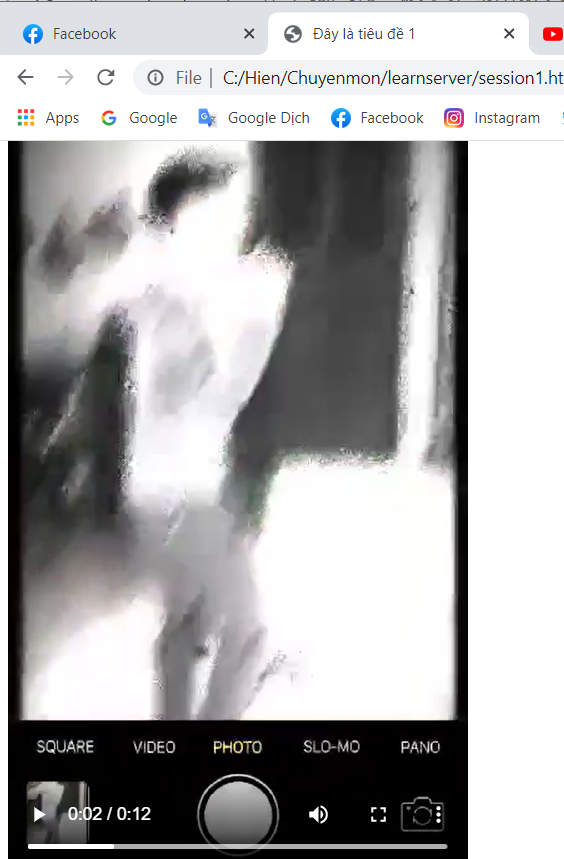 Facebook Đây là tiêu đề 1
File C:/Hien/Chuyenmon/learnserver/session1.ht
Apps Google Google Dịch Facebook Instagram
SQUARE VIDEO PHOTO SLO-MO PANO
0:02 / 0:12